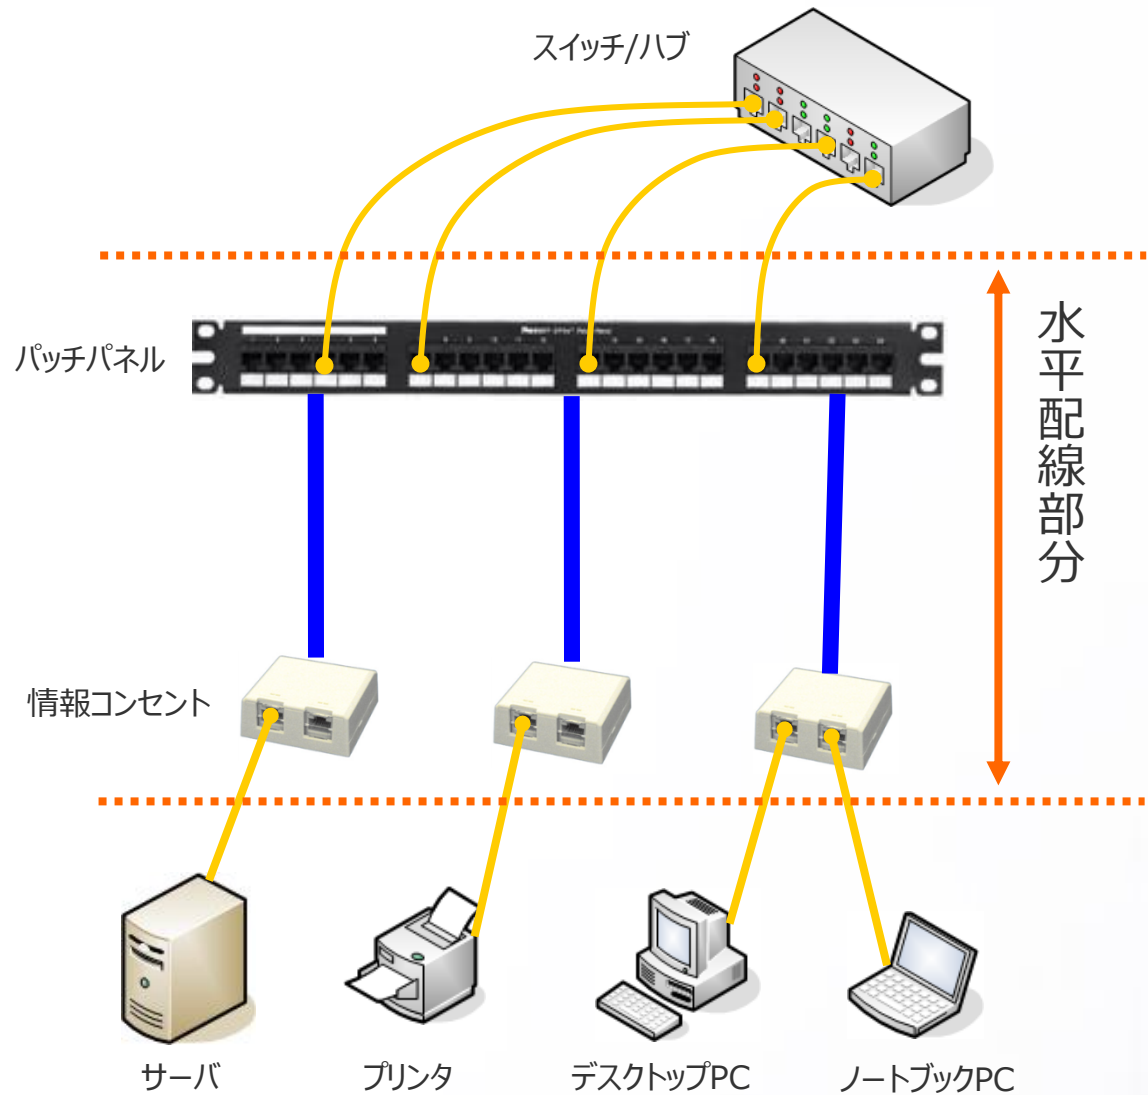 スイッチ/ハブ
パッチパネル
水平配線部分
情報コンセント
サーバ
プリンタ
デスクトップPC
ノートブックPC